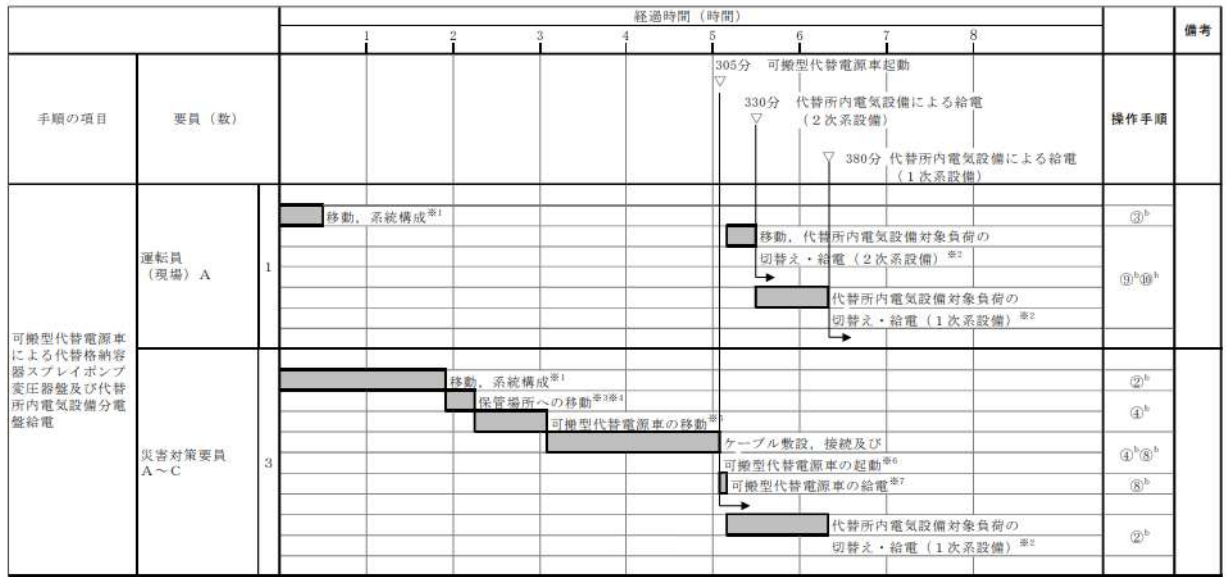 経過時間（時間）
備考
1 2 3 4 5 6 7 8
手順の項目
要員（数）
操作手順
305分　可搬型代替電源車起動
▽
330分　代替所内電気設備による給電
（２次系設備）
▽
▽　380分 代替所内電気設備による給電
（１次系設備）
可搬型代替電源車
による代替格納容
器スプレイポンプ
変圧器盤及び代替
所内電気設備分電
盤給電
運転員
（現場）A
1
移動，系統構成※1
③b
移動，代替所内電気設備対象負荷の
切替え・給電（２次系設備）※2
⑨b⑩b
代替所内電気設備対象負荷の
切替え・給電（１次系設備）※2
災害対策要員
A～C
3
移動，系統構成※1
②b
保管場所への移動※3※4
④b
可搬型代替電源車の移動※5
ケーブル敷設，接続及び
可搬型代替電源車の起動※6
④b⑧b
可搬型代替電源車の給電※7
⑧b
代替所内電気設備対象負荷の
切替え・給電（１次系設備）※2
②b